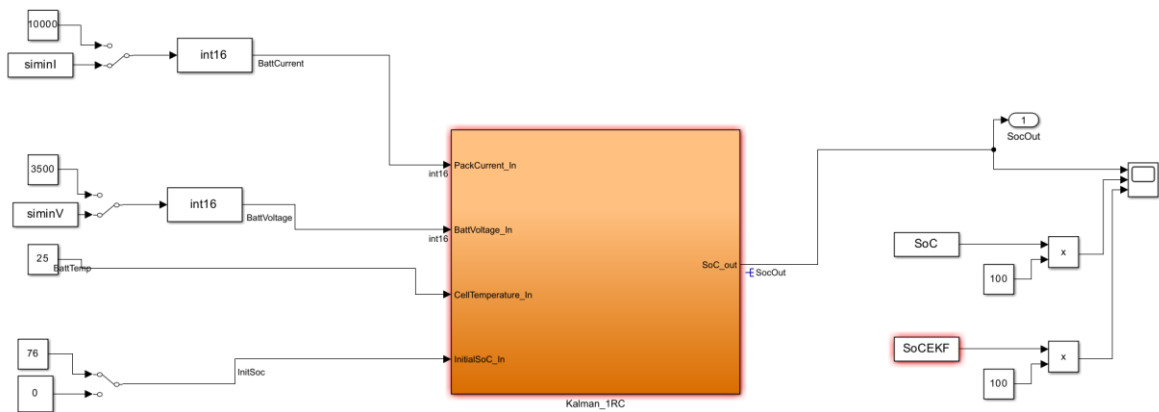 10000
siminI
int16
BattCurrent
PackCurrent_In
int16
3500
siminV
int16
BattVoltage
BattVoltage_In
int16
25
BattTemp
CellTemperature_In
76
0
InitSoc
InitialSoC_In
SoC_out
SocOut
Kalman_1RC
1
SocOut
SoC
100
x
SoCEKF
100
x